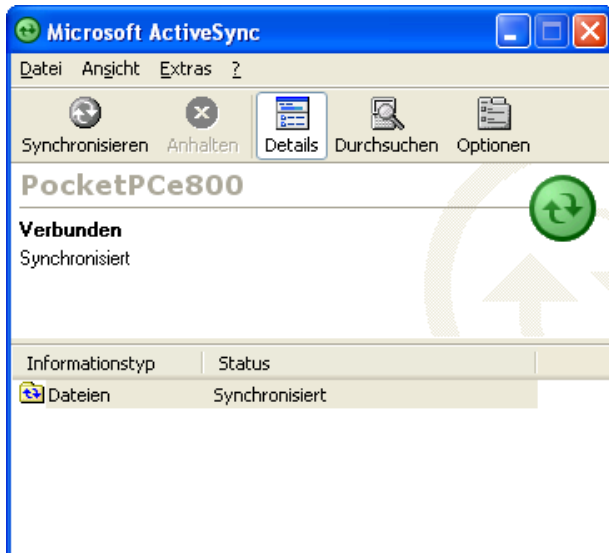 Microsoft ActiveSync
Datei Ansicht Extras ?
Synchronisieren Anhalten Details Durchsuchen Optionen
PocketPCe800
Verbunden
Synchronisiert
Informationstyp Status
Dateien Synchronisiert